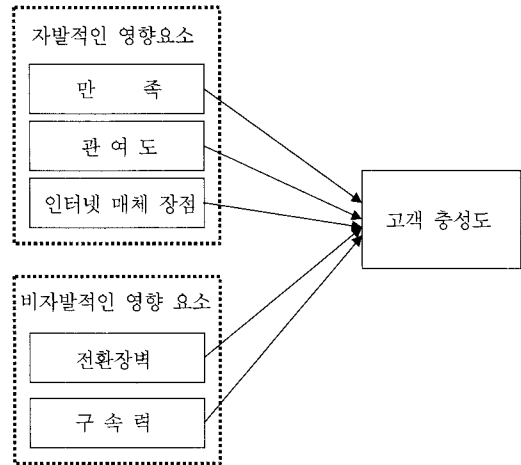 자발적인 영향요소
만 족
관 여 도
인터넷 매체 장점
고객 충성도
비자발적인 영향 요소
전환장벽
구 속 력